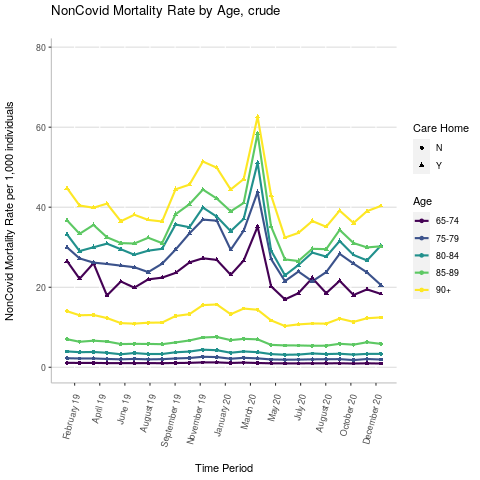 NonCovid Mortality Rate by Age, crude
NonCovid Mortality Rate per 1,000 individuals
80
60
40
20
0
February 19
April 19
June 19
August 19
September 19
November 19
January 20
March 20
May 20
July 20
August 20
October 20
December 20
Time Period
Care Home
N
Y
Age
65-74
75-79
80-84
85-89
90+